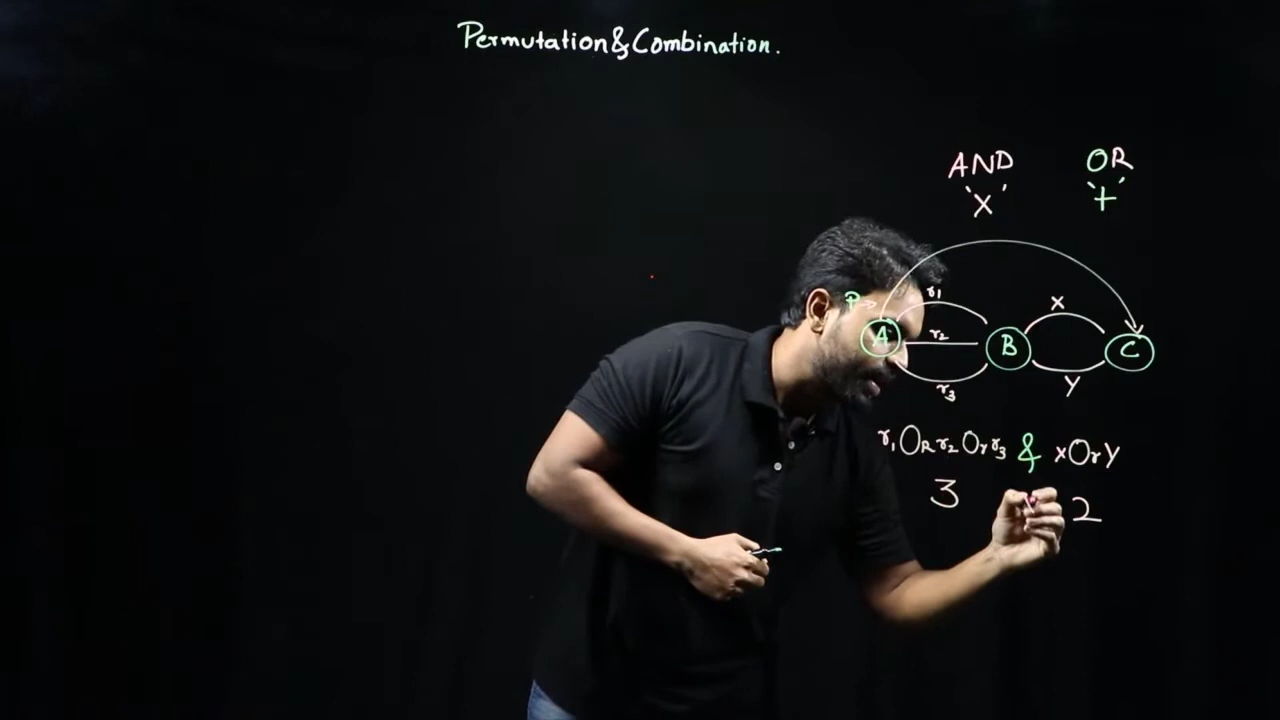 Permutation & Combination.
AND OR
'X' '+'
P
r1
X
A
r2
B
C
r3
Y
r1 OR r2 Or r3 & x Or Y
3 2